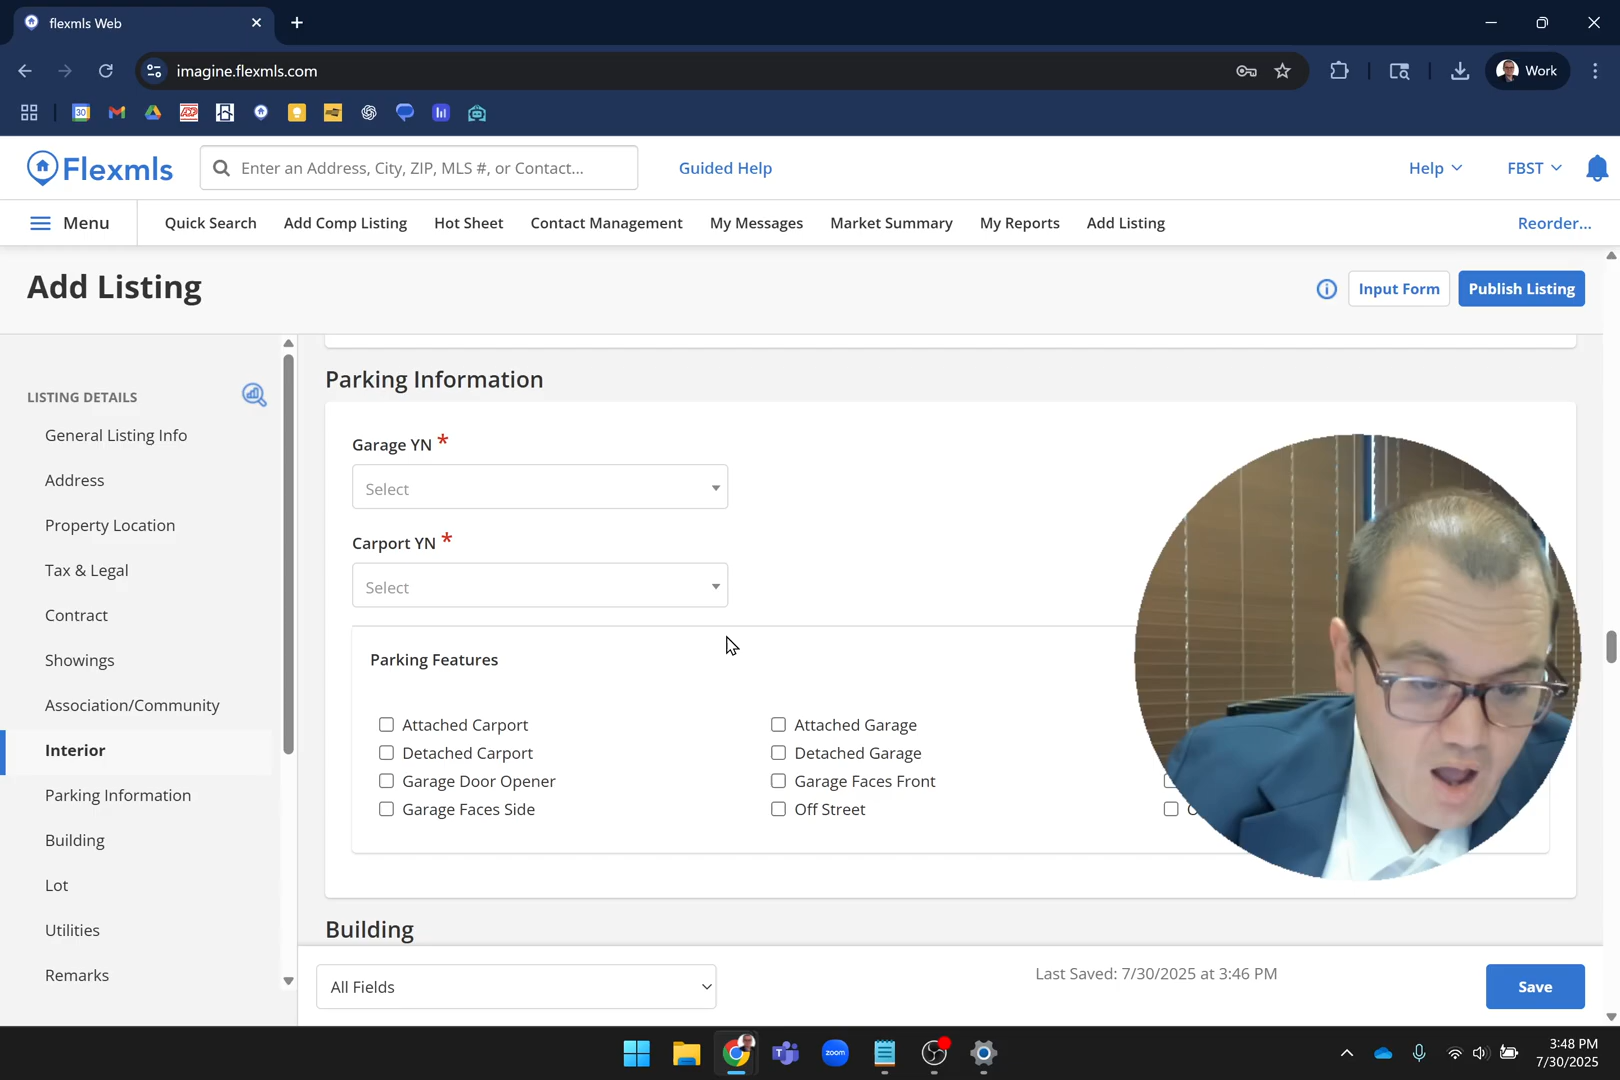 flexmls Web
imagine.flexmls.com
Work
Flexmls
Enter an Address, City, ZIP, MLS #, or Contact...
Guided Help
Help
FBST
Menu
Quick Search
Add Comp Listing
Hot Sheet
Contact Management
My Messages
Market Summary
My Reports
Add Listing
Reorder...
Add Listing
Input Form
Publish Listing
LISTING DETAILS
General Listing Info
Address
Property Location
Tax & Legal
Contract
Showings
Association/Community
Interior
Parking Information
Building
Lot
Utilities
Remarks
Parking Information
Garage YN *
Select
Carport YN *
Select
Parking Features
Attached Carport
Attached Garage
Detached Carport
Detached Garage
Garage Door Opener
Garage Faces Front
Garage Faces Side
Off Street
Building
All Fields
Last Saved: 7/30/2025 at 3:46 PM
Save
zoom
3:48 PM
7/30/2025